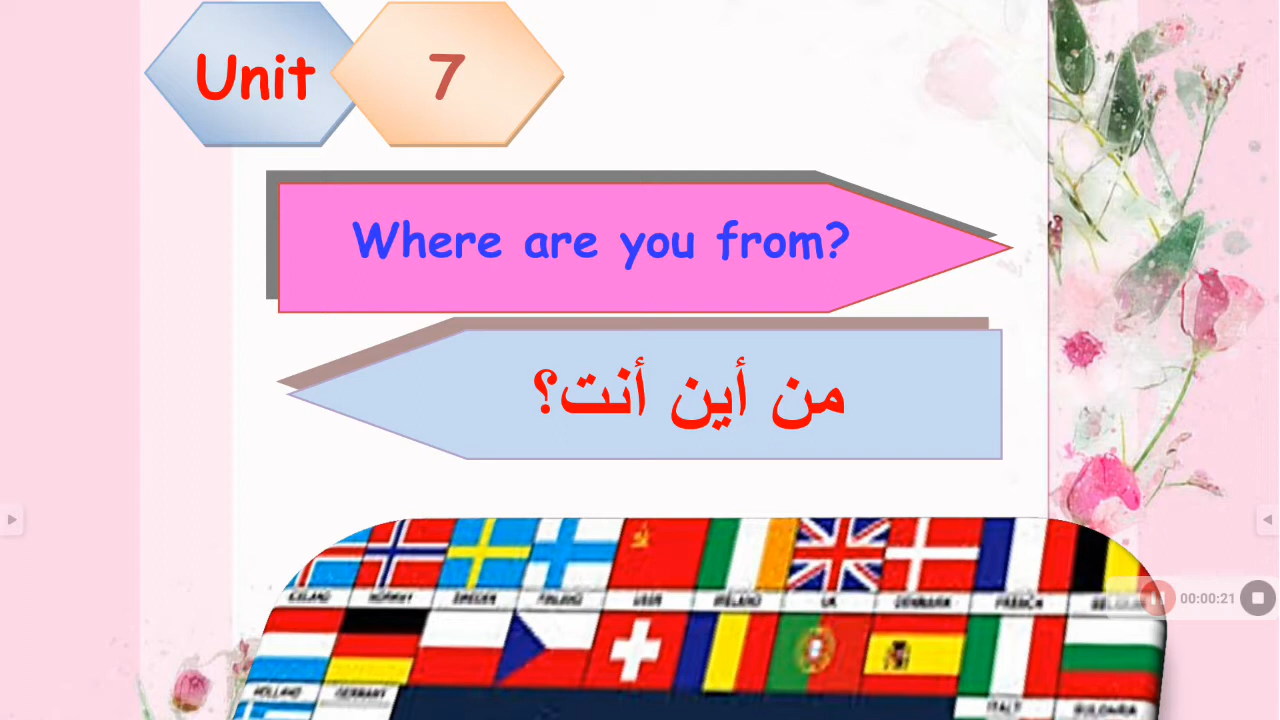 Unit 7
Where are you from?
من أين أنت؟
ICELAND NORWAY SWEDEN FINLAND USSR IRELAND UK DENMARK FRENCH
00:00:21
HOLLAND GERMANY ITALY BULGARIA